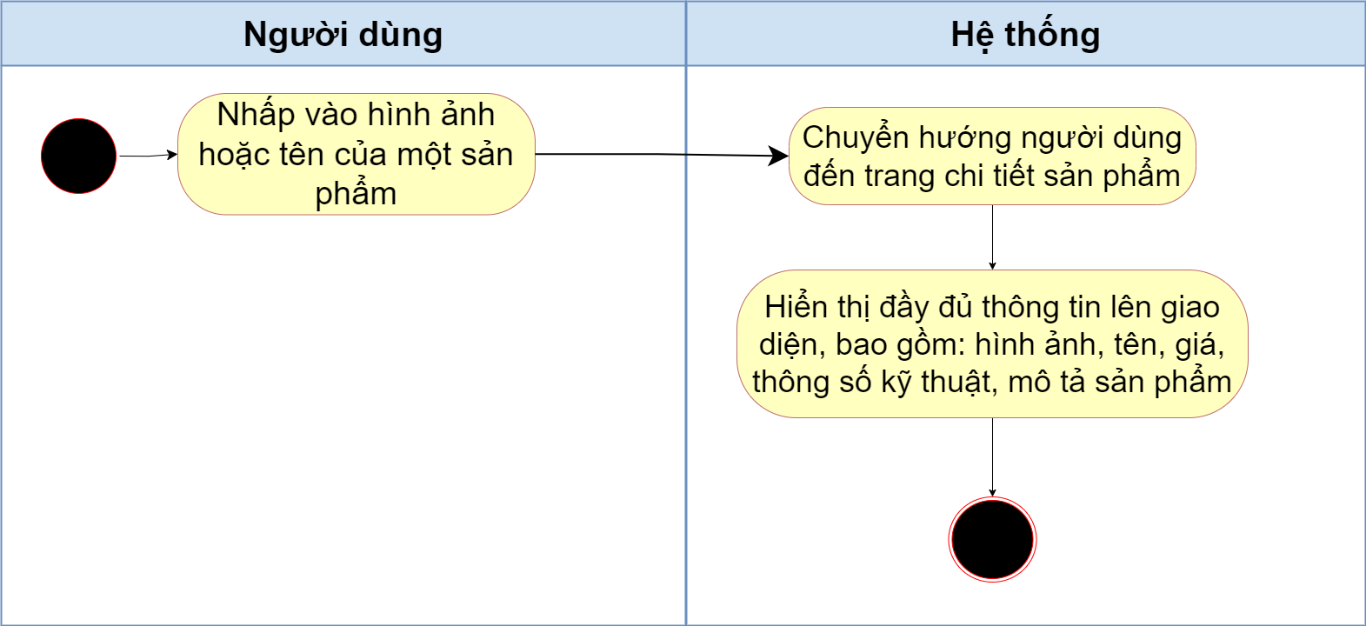 Người dùng
Hệ thống
Nhấp vào hình ảnh
hoặc tên của một sản
phẩm
Chuyển hướng người dùng
đến trang chi tiết sản phẩm
Hiển thị đầy đủ thông tin lên giao
diện, bao gồm: hình ảnh, tên, giá,
thông số kỹ thuật, mô tả sản phẩm